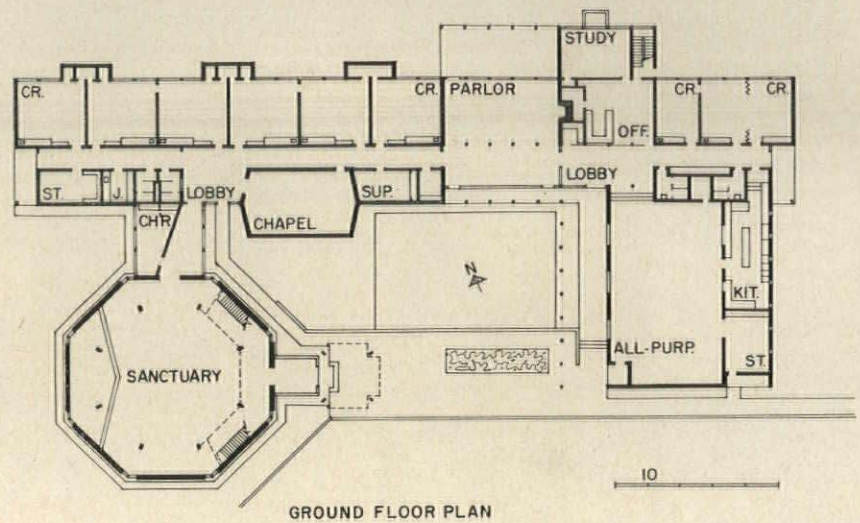 STUDY
CR.
CR.
PARLOR
OFF.
CR.
CR.
ST.
J.
LOBBY
SUP.
LOBBY
CH'R
CHAPEL
N
KIT.
SANCTUARY
ALL-PURP.
ST.
10
GROUND FLOOR PLAN